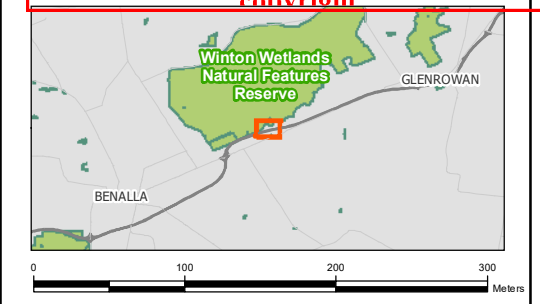 Winton Wetlands
Natural Features
Reserve
GLENROWAN
BENALLA
0 100 200 300
Meters